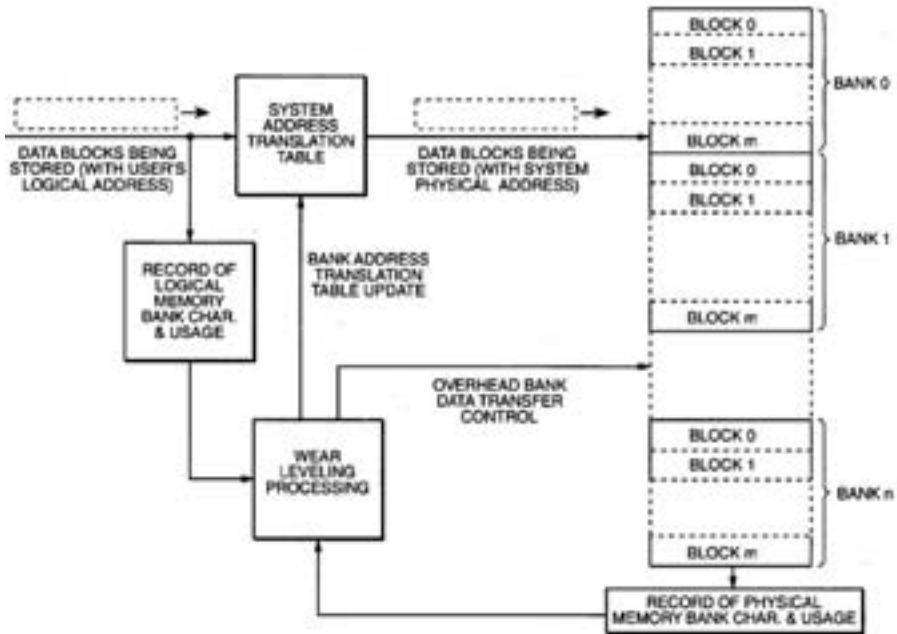 BLOCK 0
BLOCK 1
BANK 0
BLOCK m
SYSTEM
ADDRESS
TRANSLATION
TABLE
DATA BLOCKS BEING
STORED (WITH USER'S
LOGICAL ADDRESS)
DATA BLOCKS BEING
STORED (WITH SYSTEM
PHYSICAL ADDRESS)
BLOCK 0
BLOCK 1
BANK 1
BLOCK m
BANK ADDRESS
TRANSLATION
TABLE UPDATE
RECORD OF
LOGICAL
MEMORY
BANK CHAR.
& USAGE
OVERHEAD BANK
DATA TRANSFER
CONTROL
WEAR
LEVELING
PROCESSING
BLOCK 0
BLOCK 1
BANK n
BLOCK m
RECORD OF PHYSICAL
MEMORY BANK CHAR. & USAGE